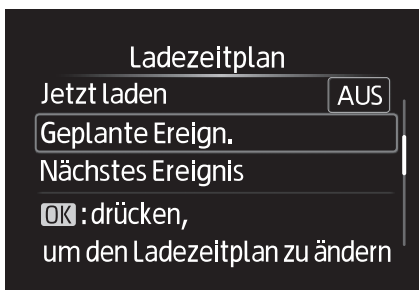 Ladezeitplan
Jetzt laden AUS
Geplante Ereign.
Nächstes Ereignis
OK : drücken,
um den Ladezeitplan zu ändern